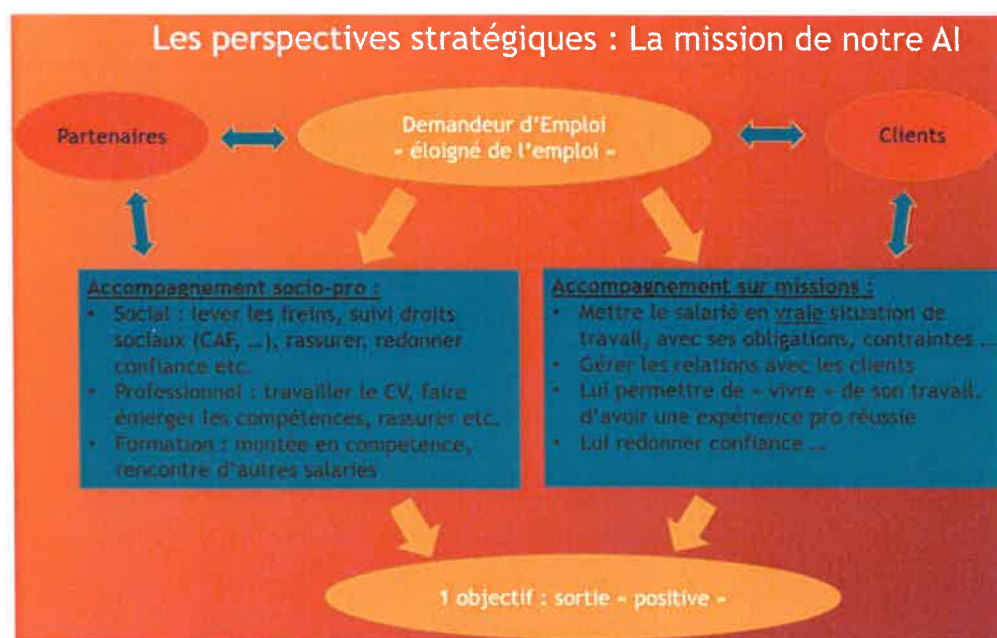 Les perspectives stratégiques : La mission de notre AI
Partenaires
Demandeur d'Emploi
« éloigné de l'emploi »
Clients
Accompagnement socio-pro :
• Social : lever les freins, suivi droits
sociaux (CAF, …), rassurer, redonner
confiance etc.
• Professionnel : travailler le CV, faire
émerger les compétences, rassurer etc.
• Formation : montée en competence,
rencontre d'autres salariés
Accompagnement sur missions :
• Mettre le salarié en vraie situation de
travail, avec ses obligations, contraintes …
• Gérer les relations avec les clients
• Lui permettre de « vivre » de son travail,
d'avoir une expérience pro réussie
• Lui redonner confiance …
1 objectif : sortie « positive »